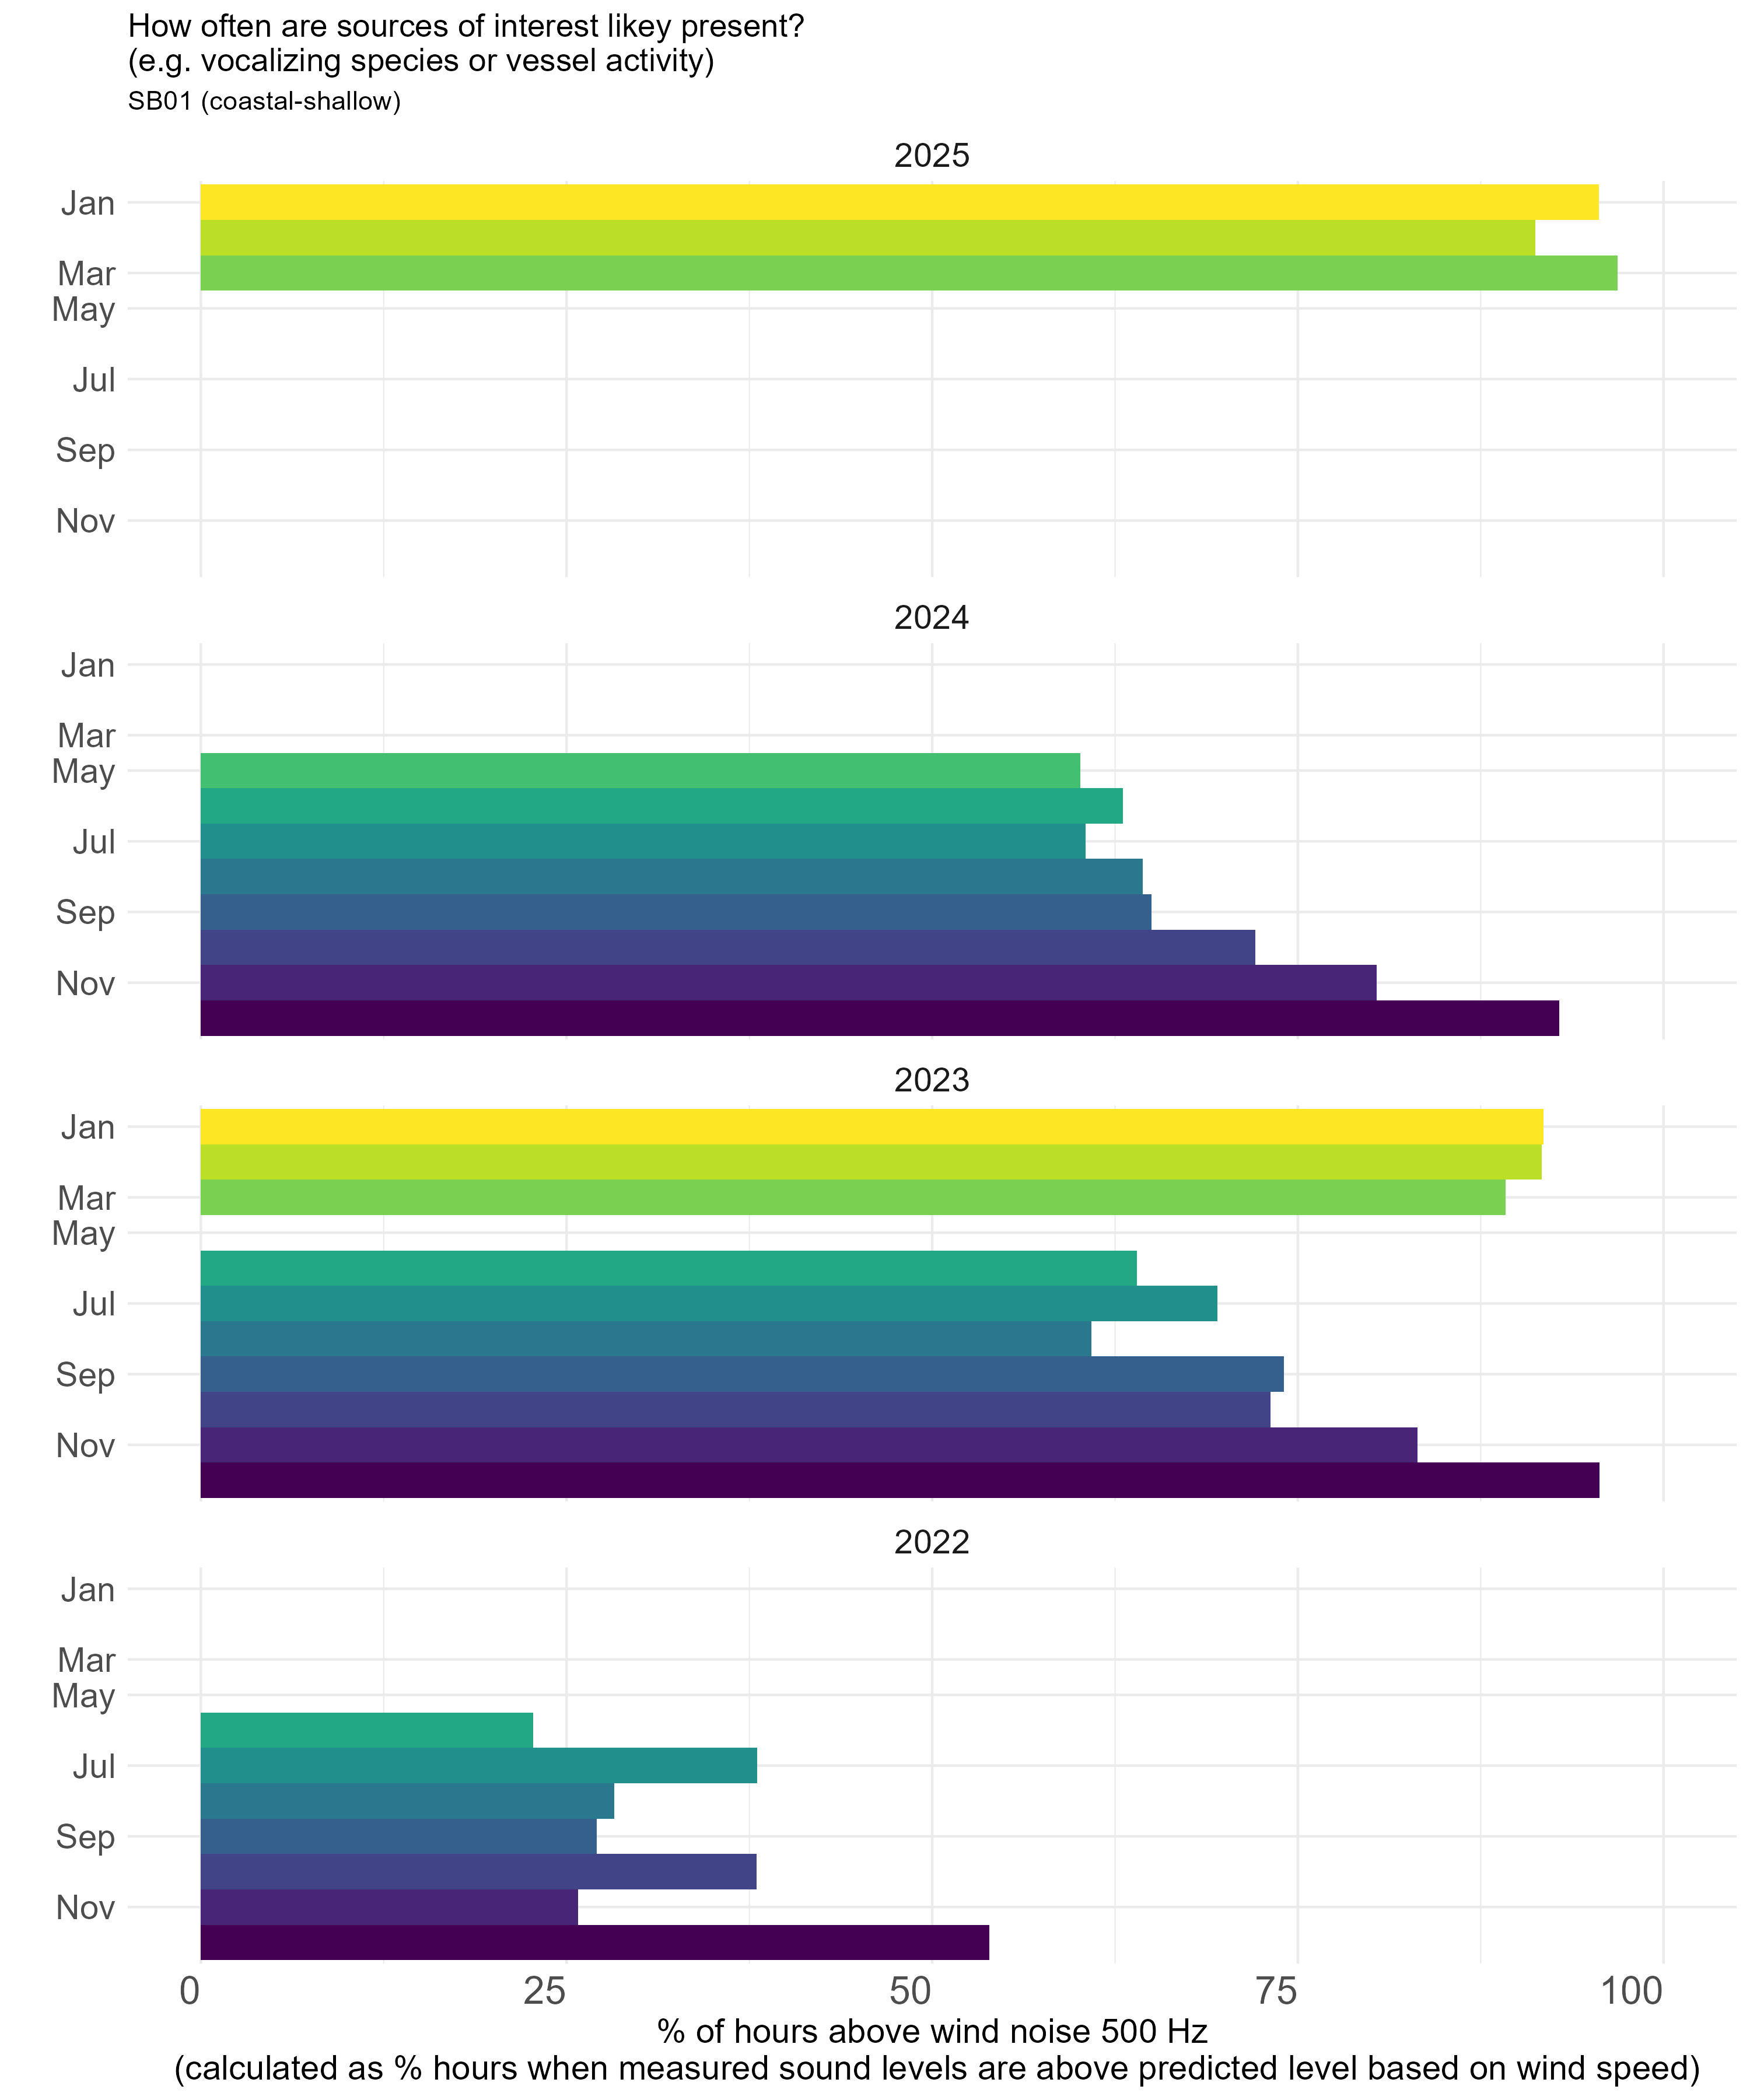 How often are sources of interest likey present?
(e.g. vocalizing species or vessel activity)
SB01 (coastal-shallow)
2025
Jan
Mar
May
Jul
Sep
Nov
2024
Jan
Mar
May
Jul
Sep
Nov
2023
Jan
Mar
May
Jul
Sep
Nov
2022
Jan
Mar
May
Jul
Sep
Nov
0 25 50 75 100
% of hours above wind noise 500 Hz
(calculated as % hours when measured sound levels are above predicted level based on wind speed)